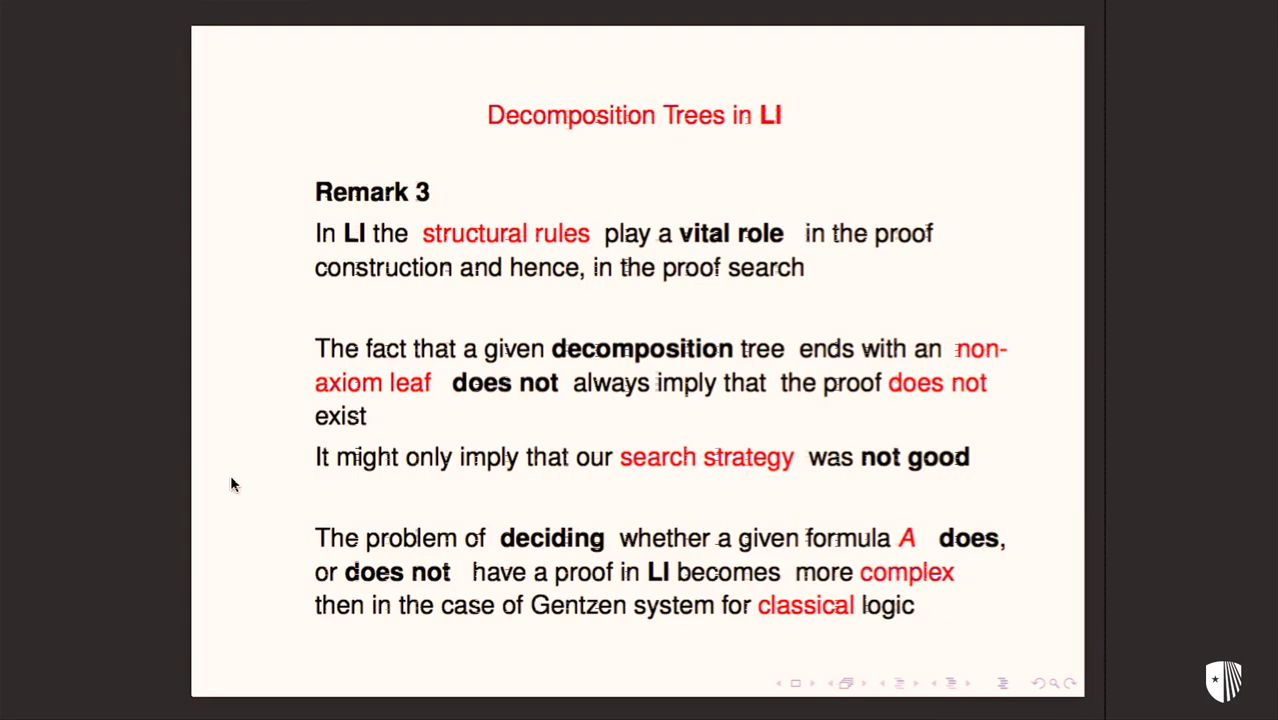 Decomposition Trees in LI
Remark 3
In LI the structural rules play a vital role in the proof
construction and hence, in the proof search
The fact that a given decomposition tree ends with an non-
axiom leaf does not always imply that the proof does not
exist
It might only imply that our search strategy was not good
The problem of deciding whether a given formula A does,
or does not have a proof in LI becomes more complex
then in the case of Gentzen system for classical logic